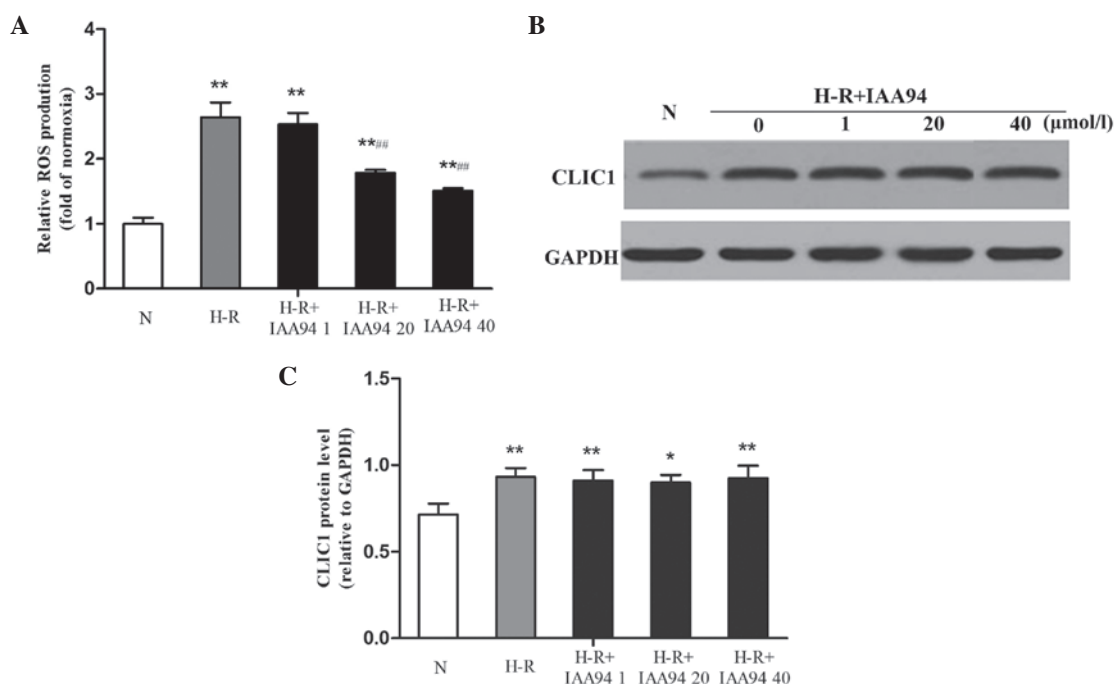 A
Relative ROS prodution
(fold of normoxia)
4
3
2
1
0
**
**
**##
**##
N
H-R
H-R+
IAA94 1
H-R+
IAA94 20
H-R+
IAA94 40
B
N
H-R+IAA94
0 1 20 40 (μmol/l)
CLIC1
GAPDH
C
CLIC1 protein level
(relative to GAPDH)
1.5
1.0
0.5
0.0
**
**
*
**
N
H-R
H-R+
IAA94 1
H-R+
IAA94 20
H-R+
IAA94 40